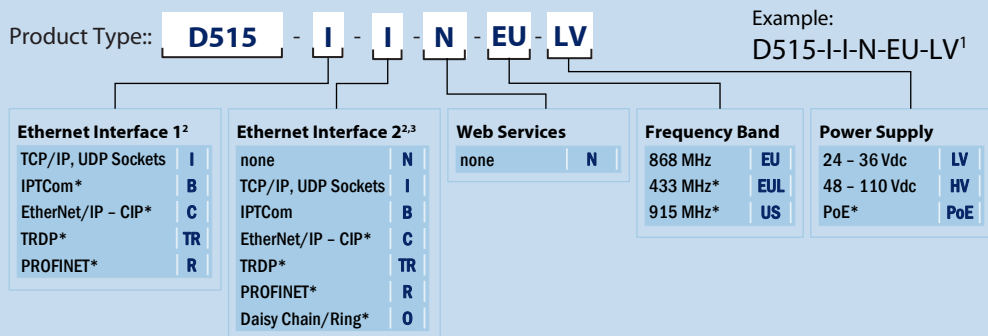 Product Type:: D515 - I - I - N - EU - LV
Example:
D515-I-I-N-EU-LV¹
Ethernet Interface 1²
TCP/IP, UDP Sockets I
IPTCom* B
EtherNet/IP – CIP* C
TRDP* TR
PROFINET* R
Ethernet Interface 2²,³
none N
TCP/IP, UDP Sockets I
IPTCom B
EtherNet/IP – CIP* C
TRDP* TR
PROFINET* R
Daisy Chain/Ring* O
Web Services
none N
Frequency Band
868 MHz EU
433 MHz* EUL
915 MHz* US
Power Supply
24 – 36 Vdc LV
48 – 110 Vdc HV
PoE* PoE